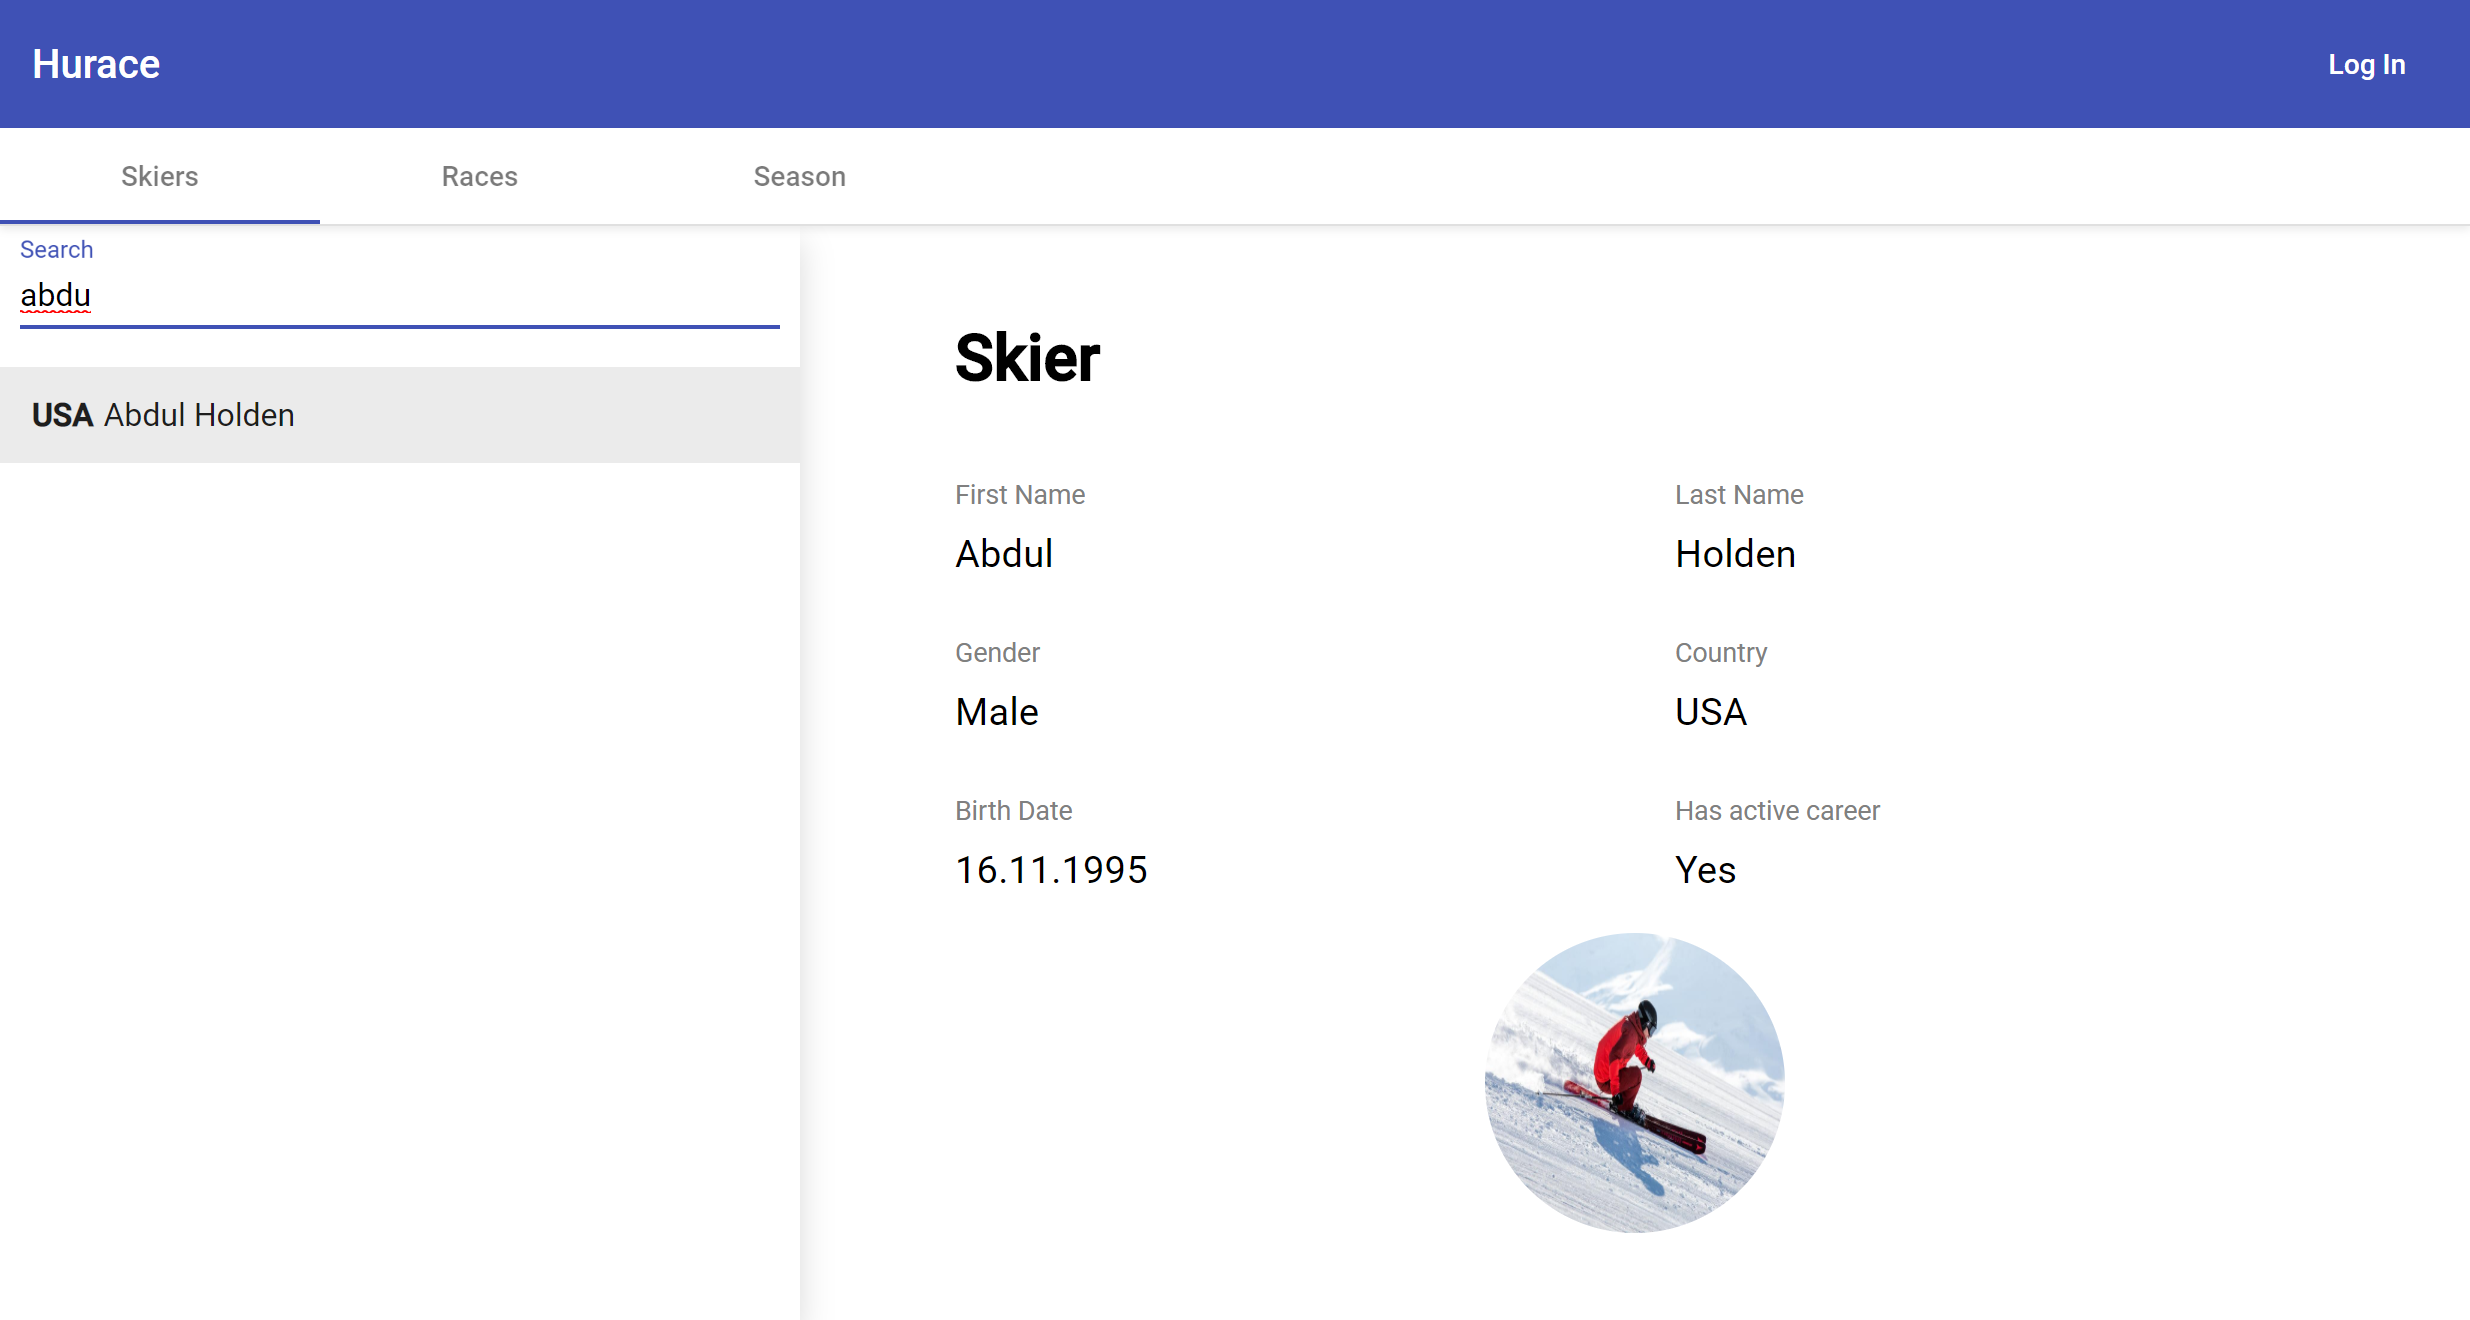 Hurace
Log In
Skiers
Races
Season
Search
abdu
USA Abdul Holden
Skier
First Name
Last Name
Abdul
Holden
Gender
Country
Male
USA
Birth Date
Has active career
16.11.1995
Yes